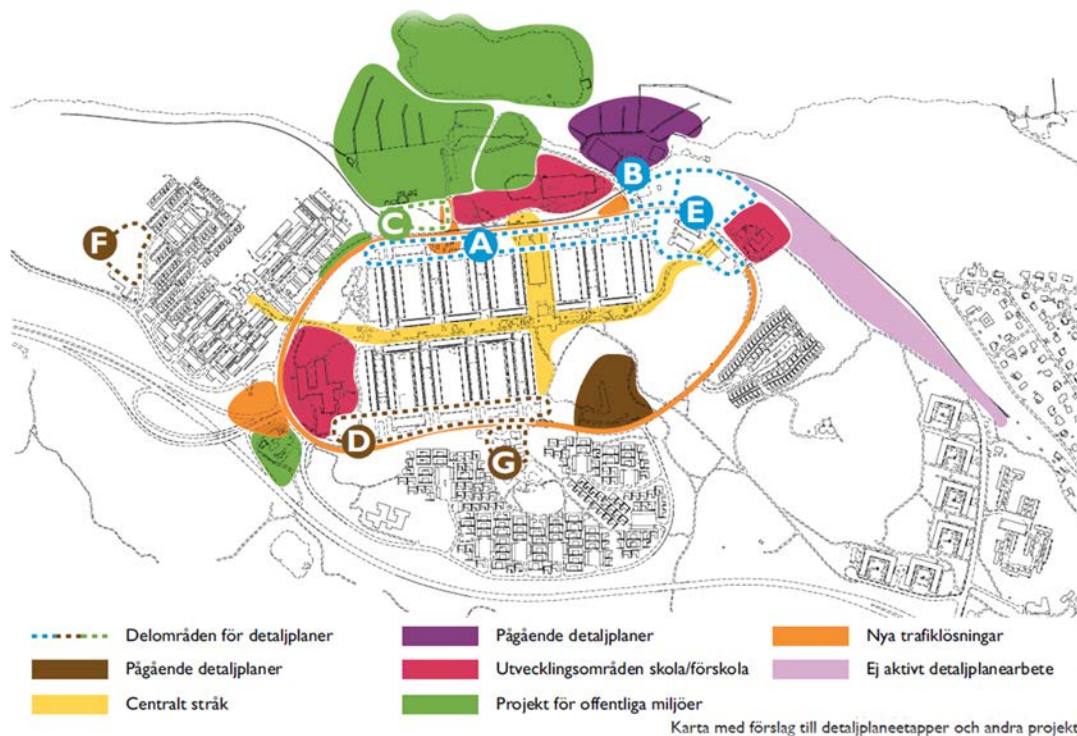 B
E
C
A
F
D
G
Delområden för detaljplaner
Pågående detaljplaner
Nya trafiklösningar
Pågående detaljplaner
Utvecklingsområden skola/förskola
Ej aktivt detaljplanearbete
Centralt stråk
Projekt för offentliga miljöer
Karta med förslag till detaljplaneetapper och andra projekt